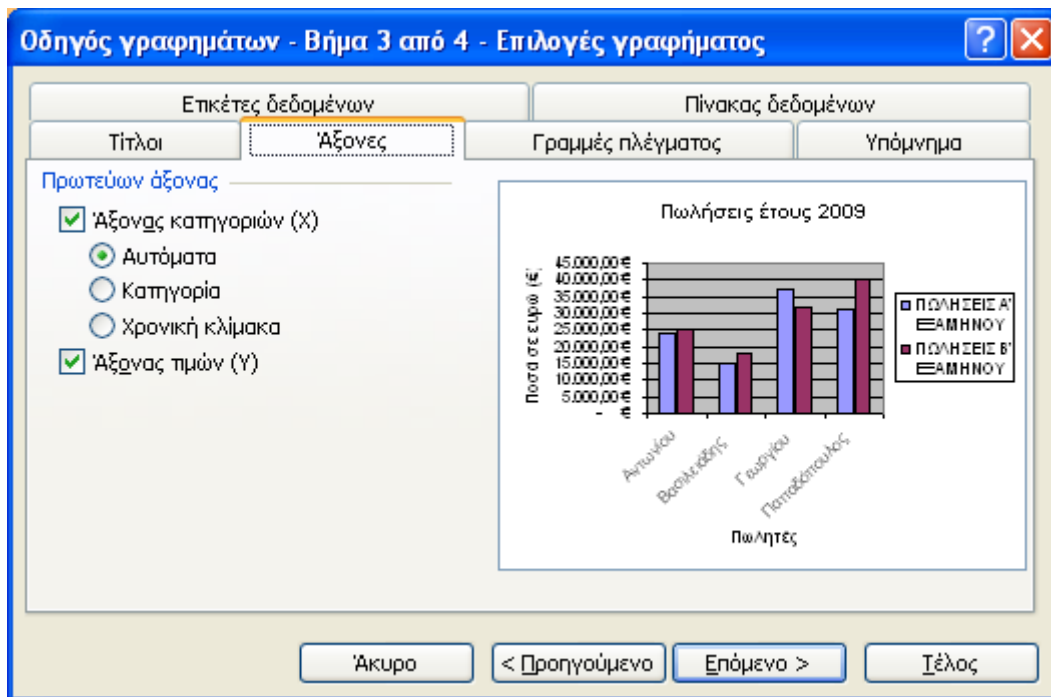 Οδηγός γραφημάτων - Βήμα 3 από 4 - Επιλογές γραφήματος
Ετικέτες δεδομένων
Πίνακας δεδομένων
Τίτλοι
Άξονες
Γραμμές πλέγματος
Υπόμνημα
Πρωτεύων άξονας
Άξονας κατηγοριών (X)
Αυτόματα
Κατηγορία
Χρονική κλίμακα
Άξονας τιμών (Y)
Πωλήσεις έτους 2009
Ποσά σε ευρώ (€)
45.000,00 €
40.000,00 €
35.000,00 €
30.000,00 €
25.000,00 €
20.000,00 €
15.000,00 €
10.000,00 €
5.000,00 €
- €
Αντωνίου
Βασιλειάδης
Γεωργίου
Παπαδόπουλος
Πωλητές
ΠΩΛΗΣΕΙΣ Α'
ΕΞΑΜΗΝΟΥ
ΠΩΛΗΣΕΙΣ Β'
ΕΞΑΜΗΝΟΥ
Άκυρο
< Προηγούμενο
Επόμενο >
Τέλος